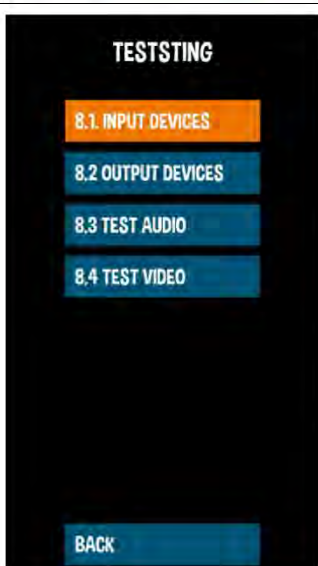 TESTSTING
8.1. INPUT DEVICES
8.2 OUTPUT DEVICES
8.3 TEST AUDIO
8.4 TEST VIDEO
BACK